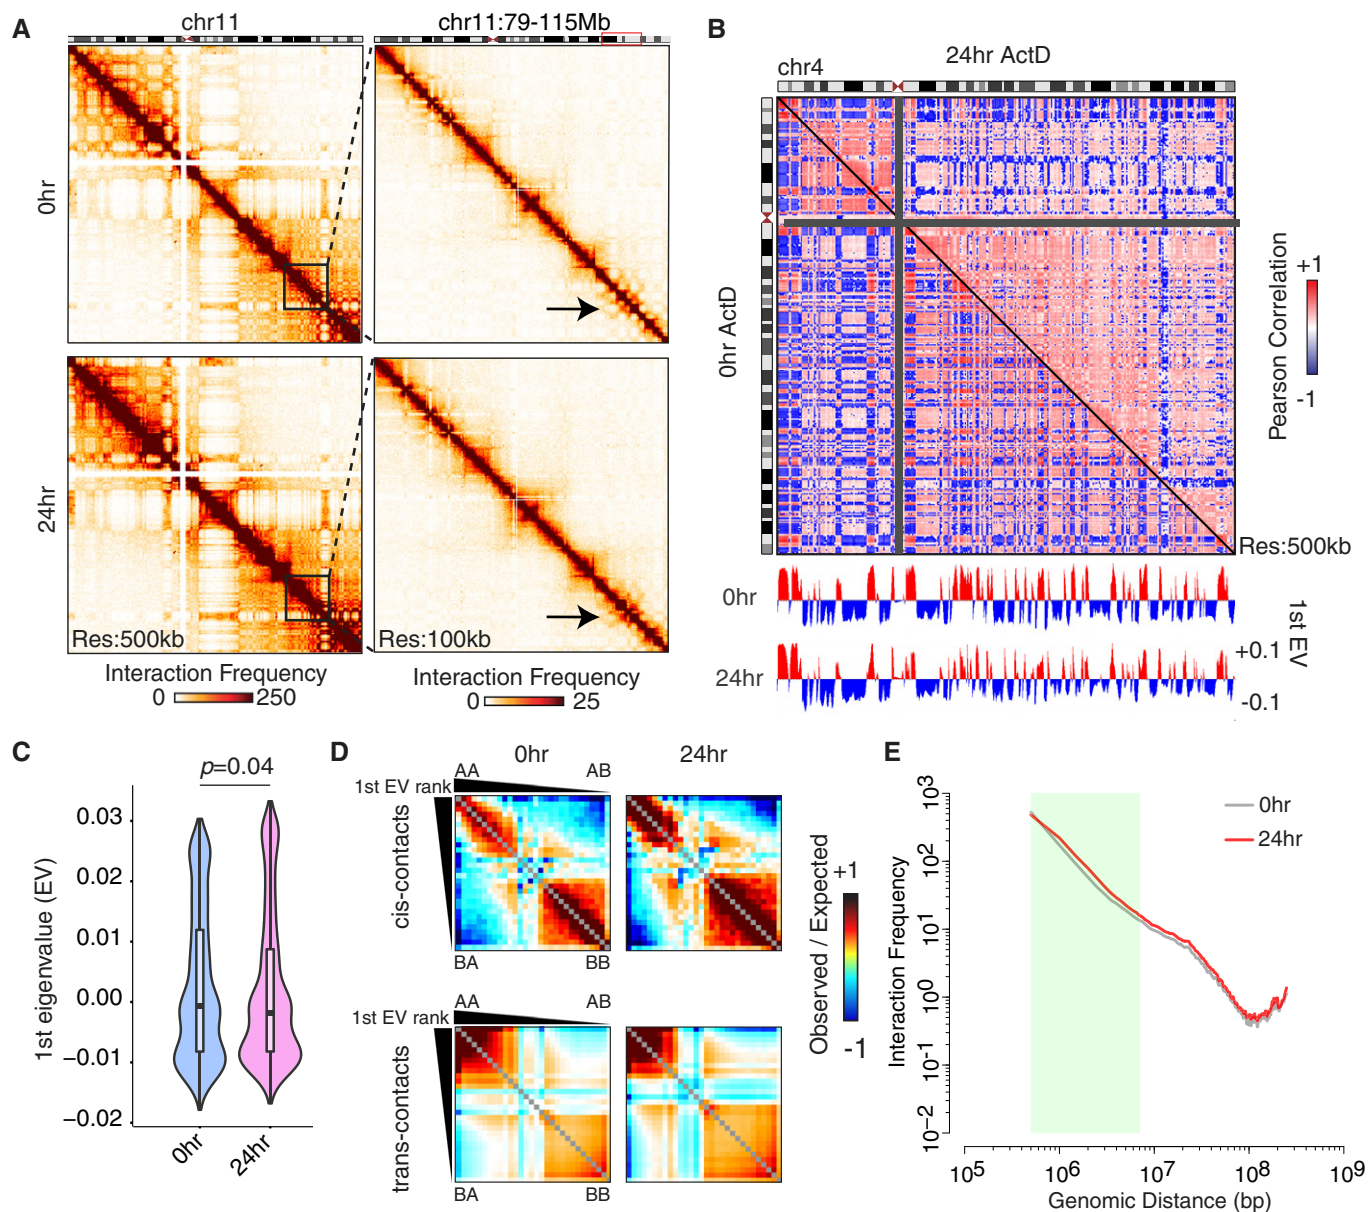 A
chr11
chr11:79-115Mb
0hr
24hr
Res:500kb
Res:100kb
Interaction Frequency
0 250
Interaction Frequency
0 25
B
24hr ActD
chr4
0hr ActD
Res:500kb
Pearson Correlation
+1
-1
0hr
24hr
1st EV
+0.1
-0.1
C
p=0.04
1st eigenvalue (EV)
0.03
0.02
0.01
0.00
−0.01
−0.02
0hr
24hr
D
0hr
24hr
AA AB
1st EV rank
cis-contacts
BA BB
AA AB
1st EV rank
trans-contacts
BA BB
Observed / Expected
+1
-1
E
0hr
24hr
Interaction Frequency
10³
10²
10¹
10⁰
10⁻¹
10⁻²
10⁵ 10⁶ 10⁷ 10⁸ 10⁹
Genomic Distance (bp)